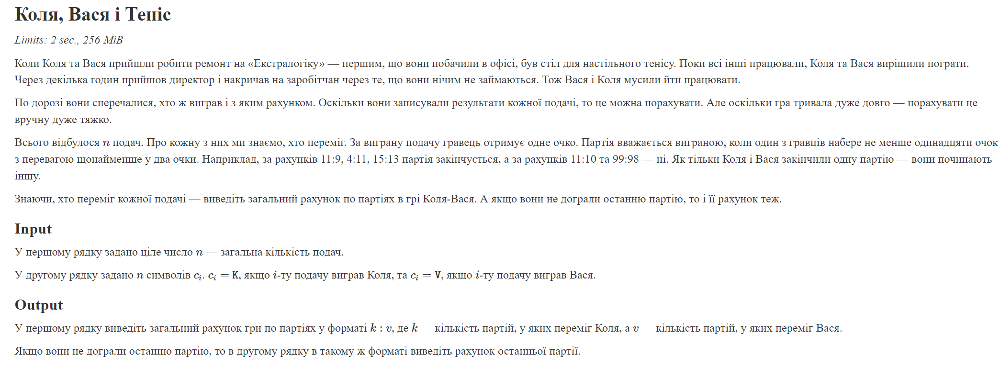 Коля, Вася і Теніс
Limits: 2 sec., 256 MiB
Коли Коля та Вася прийшли робити ремонт на «Екстралогіку» — першим, що вони побачили в офісі, був стіл для настільного тенісу. Поки всі інші працювали, Коля та Вася вирішили пограти.
Через декілька годин прийшов директор і накричав на заробітчан через те, що вони нічим не займаються. Тож Вася і Коля мусили йти працювати.
По дорозі вони сперечалися, хто ж виграв і з яким рахунком. Оскільки вони записували результати кожної подачі, то це можна порахувати. Але оскільки гра тривала дуже довго — порахувати це
вручну дуже тяжко.
Всього відбулося n подач. Про кожну з них ми знаємо, хто переміг. За виграну подачу гравець отримує одне очко. Партія вважається виграною, коли один з гравців набере не менше одинадцяти очок
з перевагою щонайменше у два очки. Наприклад, за рахунків 11:9, 4:11, 15:13 партія закінчується, а за рахунків 11:10 та 99:98 — ні. Як тільки Коля і Вася закінчили одну партію — вони починають
іншу.
Знаючи, хто переміг кожної подачі — виведіть загальний рахунок по партіях в грі Коля-Вася. А якщо вони не дограли останню партію, то і її рахунок теж.
Input
У першому рядку задано ціле число n — загальна кількість подач.
У другому рядку задано n символів cᵢ. cᵢ = K, якщо i-ту подачу виграв Коля, та cᵢ = V, якщо i-ту подачу виграв Вася.
Output
У першому рядку виведіть загальний рахунок гри по партіях у форматі k : v, де k — кількість партій, у яких переміг Коля, а v — кількість партій, у яких переміг Вася.
Якщо вони не дограли останню партію, то в другому рядку в такому ж форматі виведіть рахунок останньої партії.